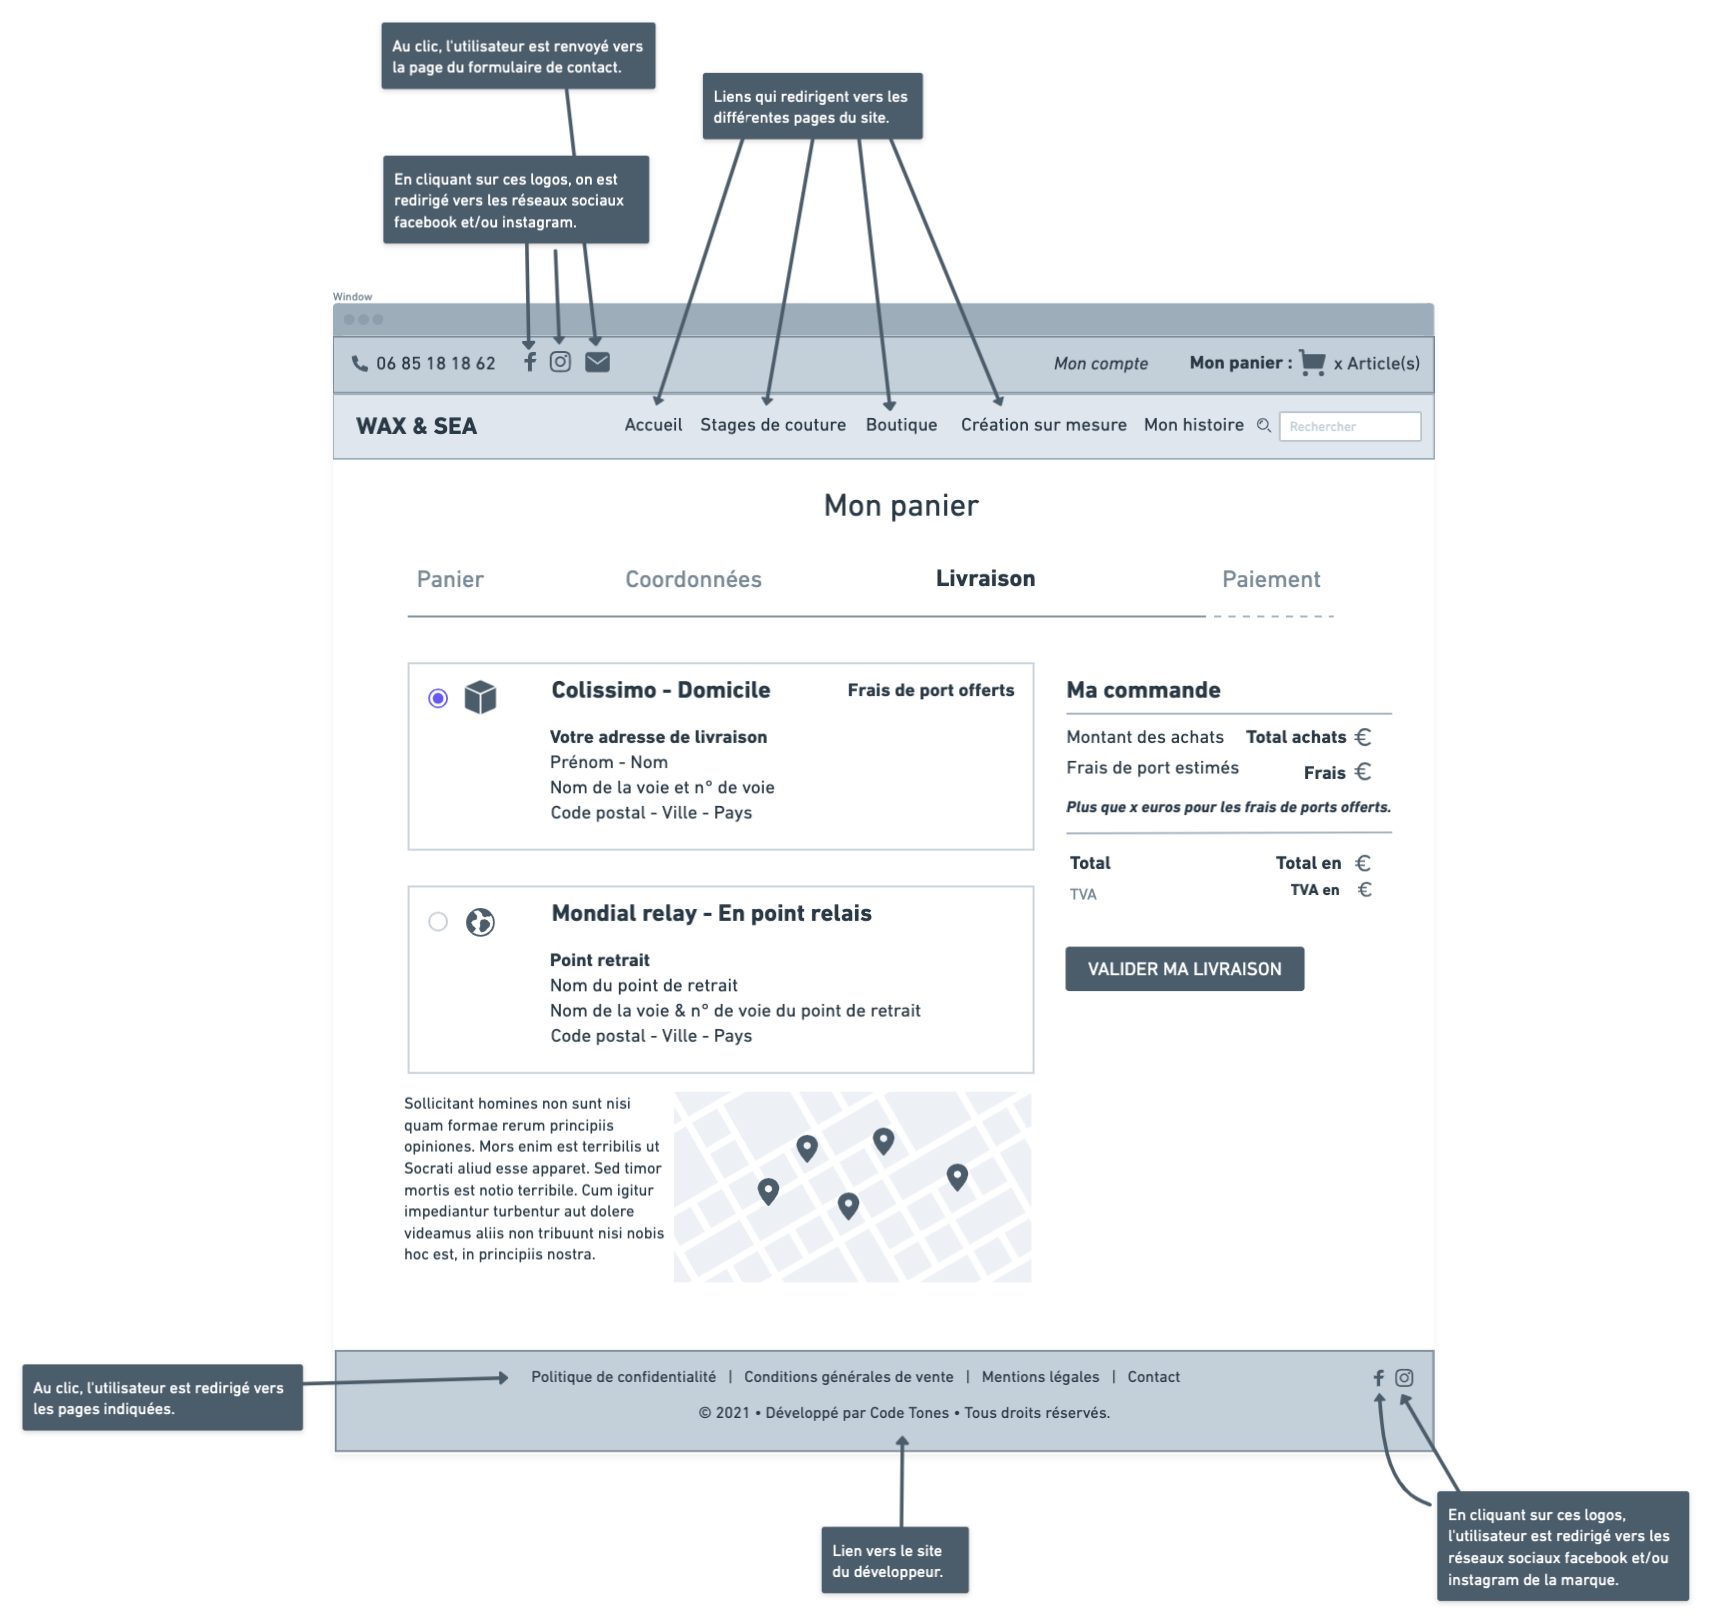 Au clic, l'utilisateur est renvoyé vers
la page du formulaire de contact.
Liens qui redirigent vers les
différentes pages du site.
En cliquant sur ces logos, on est
redirigé vers les réseaux sociaux
facebook et/ou instagram.
Window
06 85 18 18 62
Mon compte
Mon panier : x Article(s)
WAX & SEA
Accueil
Stages de couture
Boutique
Création sur mesure
Mon histoire
Rechercher
Mon panier
Panier
Coordonnées
Livraison
Paiement
Colissimo - Domicile
Frais de port offerts
Votre adresse de livraison
Prénom - Nom
Nom de la voie et n° de voie
Code postal - Ville - Pays
Mondial relay - En point relais
Point retrait
Nom du point de retrait
Nom de la voie & n° de voie du point de retrait
Code postal - Ville - Pays
Ma commande
Montant des achats Total achats €
Frais de port estimés Frais €
Plus que x euros pour les frais de ports offerts.
Total Total en €
TVA TVA en €
VALIDER MA LIVRAISON
Sollicitant homines non sunt nisi
quam formae rerum principiis
opiniones. Mors enim est terribilis ut
Socrati aliud esse apparet. Sed timor
mortis est notio terribile. Cum igitur
impediantur turbentur aut dolere
videamus aliis non tribuunt nisi nobis
hoc est, in principiis nostra.
Au clic, l'utilisateur est redirigé vers
les pages indiquées.
Politique de confidentialité | Conditions générales de vente | Mentions légales | Contact
© 2021 • Développé par Code Tones • Tous droits réservés.
Lien vers le site
du développeur.
En cliquant sur ces logos,
l'utilisateur est redirigé vers les
réseaux sociaux facebook et/ou
instagram de la marque.